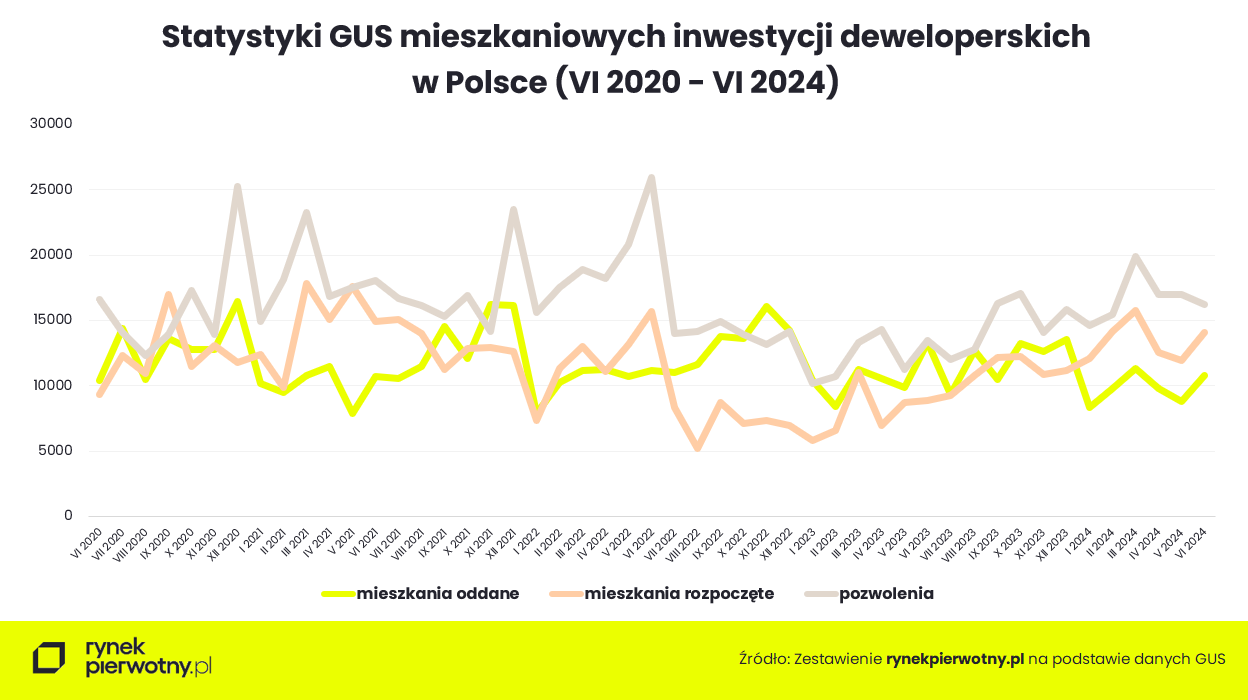 Statystyki GUS mieszkaniowych inwestycji deweloperskich
w Polsce (VI 2020 - VI 2024)
30000
25000
20000
15000
10000
5000
0
VI 2020
VII 2020
VIII 2020
IX 2020
X 2020
XI 2020
XII 2020
I 2021
II 2021
III 2021
IV 2021
V 2021
VI 2021
VII 2021
VIII 2021
IX 2021
X 2021
XI 2021
XII 2021
I 2022
II 2022
III 2022
IV 2022
V 2022
VI 2022
VII 2022
VIII 2022
IX 2022
X 2022
XI 2022
XII 2022
I 2023
II 2023
III 2023
IV 2023
V 2023
VI 2023
VII 2023
VIII 2023
IX 2023
X 2023
XI 2023
XII 2023
I 2024
II 2024
III 2024
IV 2024
V 2024
VI 2024
mieszkania oddane
mieszkania rozpoczęte
pozwolenia
rynek
pierwotny.pl
Źródło: Zestawienie rynekpierwotny.pl na podstawie danych GUS